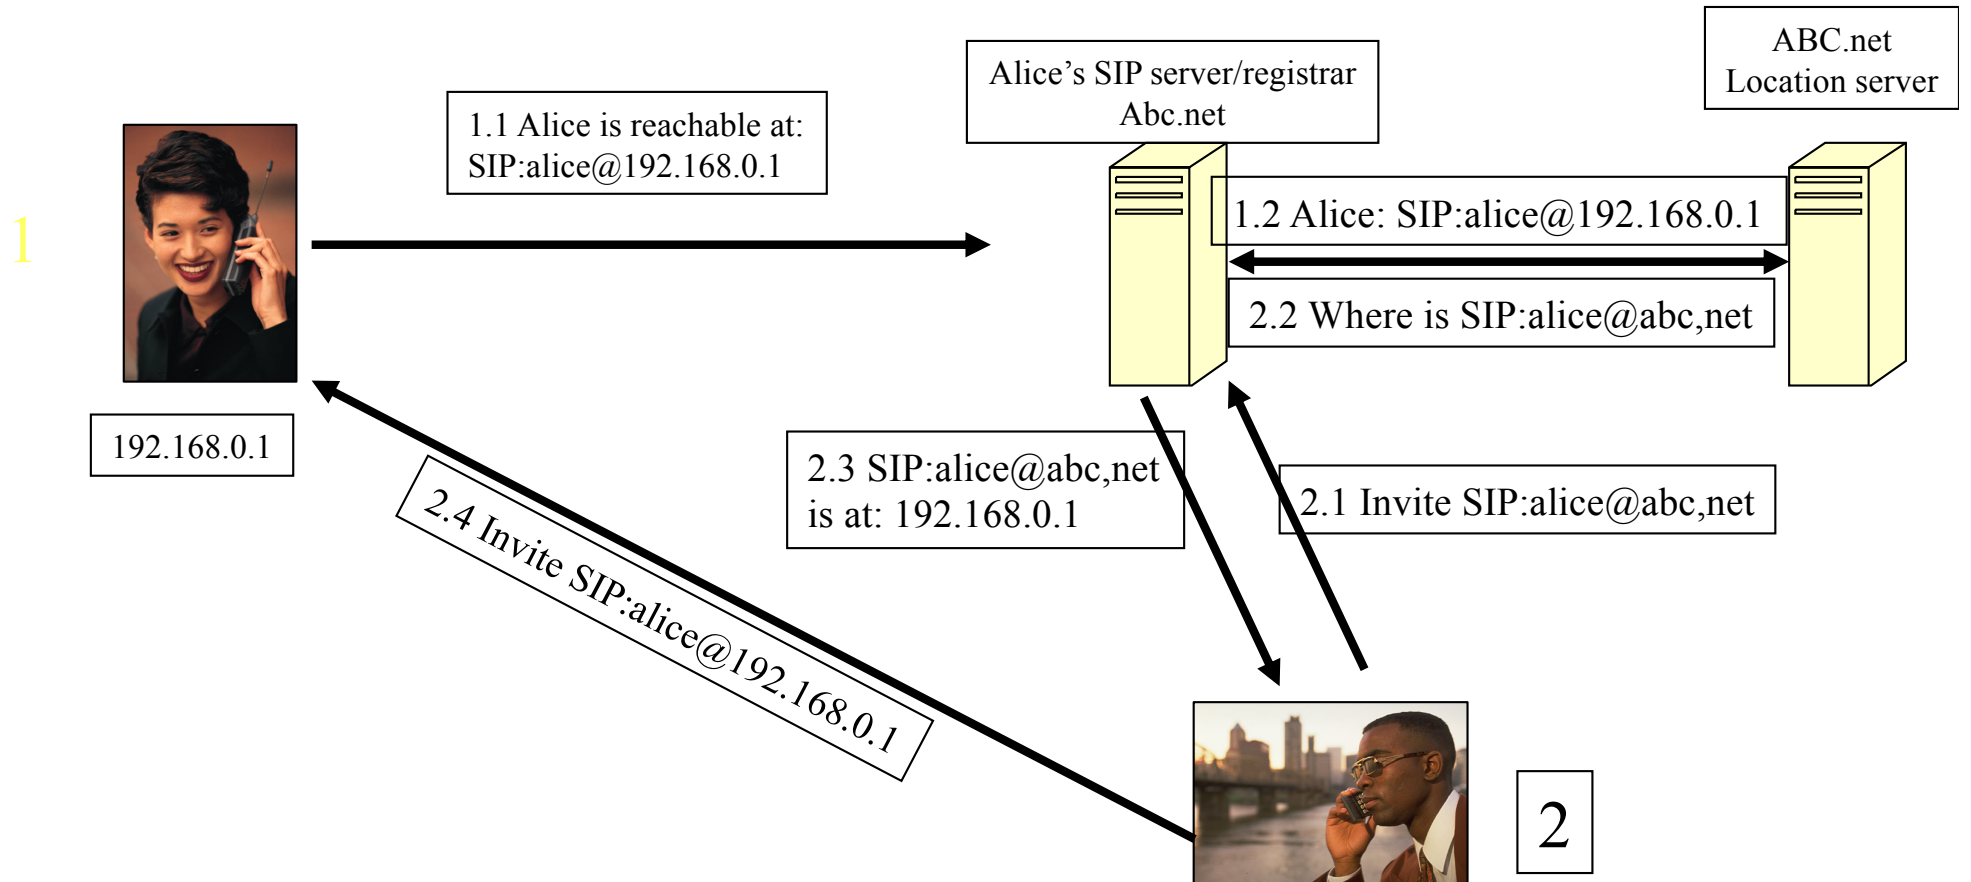 ABC.net
Location server
Alice’s SIP server/registrar
Abc.net
1.1 Alice is reachable at:
SIP:alice@192.168.0.1
1
1.2 Alice: SIP:alice@192.168.0.1
2.2 Where is SIP:alice@abc,net
192.168.0.1
2.3 SIP:alice@abc,net
is at: 192.168.0.1
2.1 Invite SIP:alice@abc,net
2.4 Invite SIP:alice@192.168.0.1
2